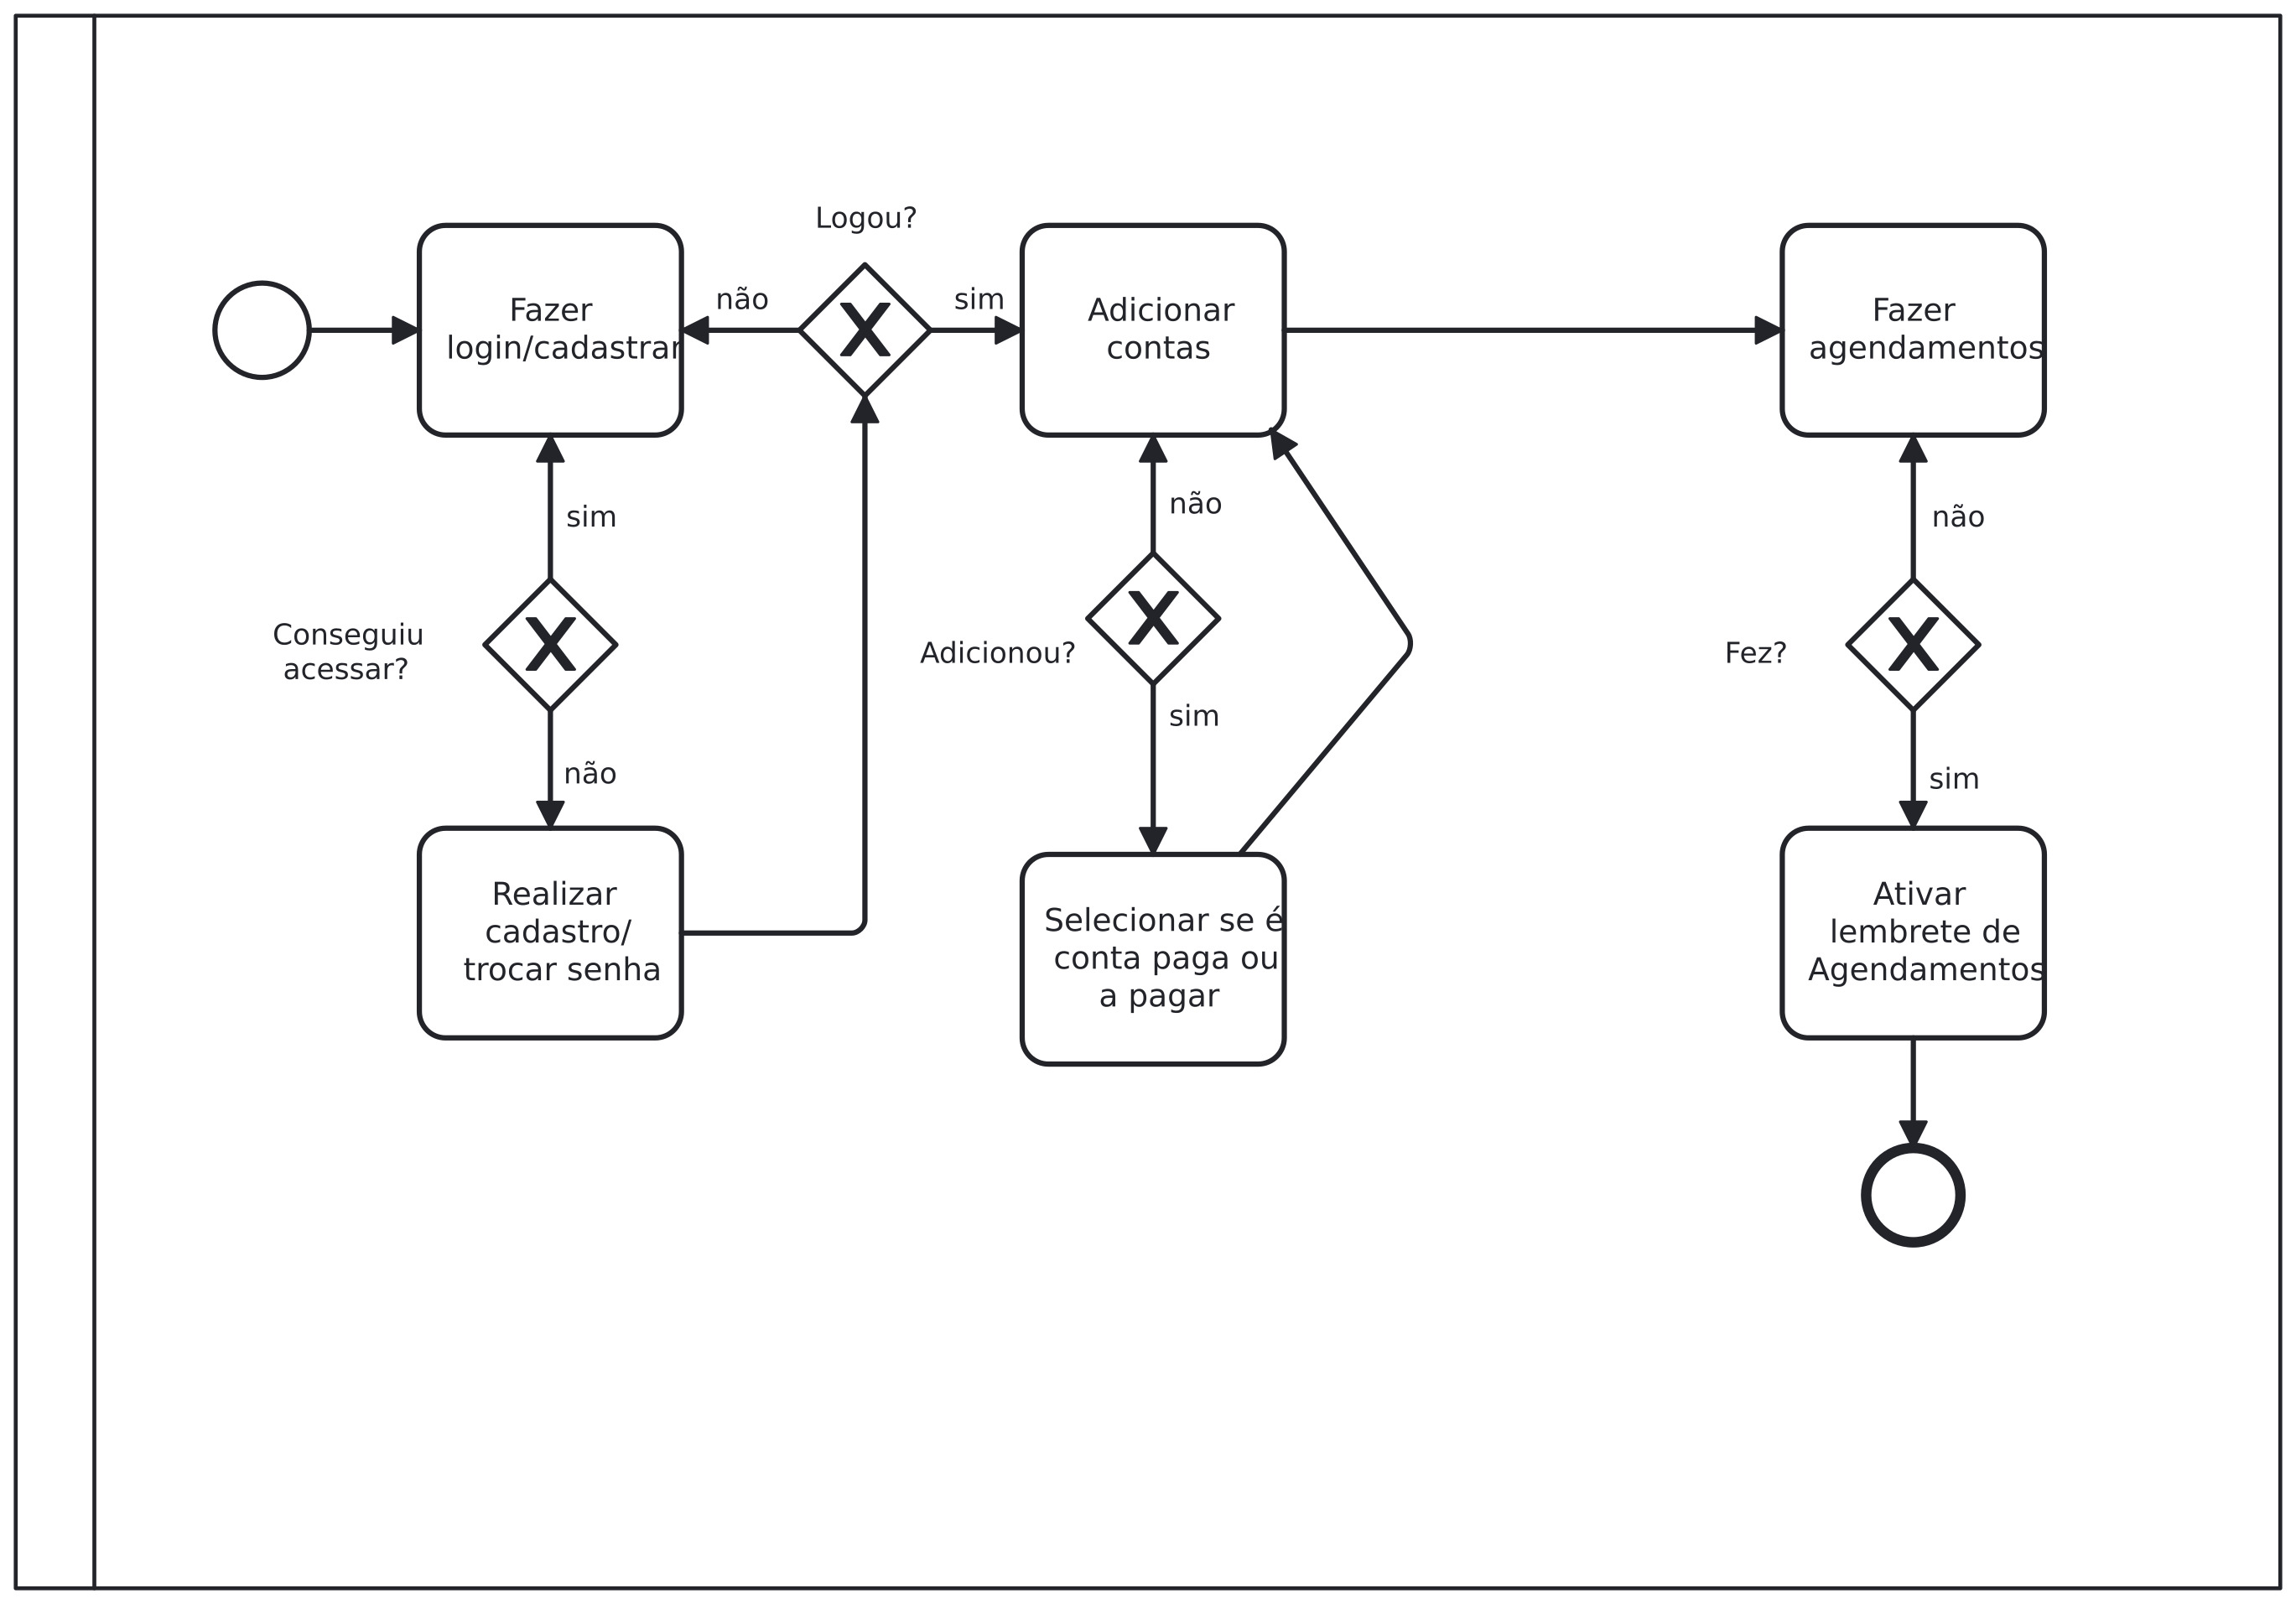 Logou?
Fazer
login/cadastrar
não
sim
Adicionar
contas
Fazer
agendamentos
sim
não
não
Conseguiu
acessar?
Adicionou?
Fez?
sim
não
sim
Realizar
cadastro/
trocar senha
Selecionar se é
conta paga ou
a pagar
Ativar
lembrete de
Agendamentos